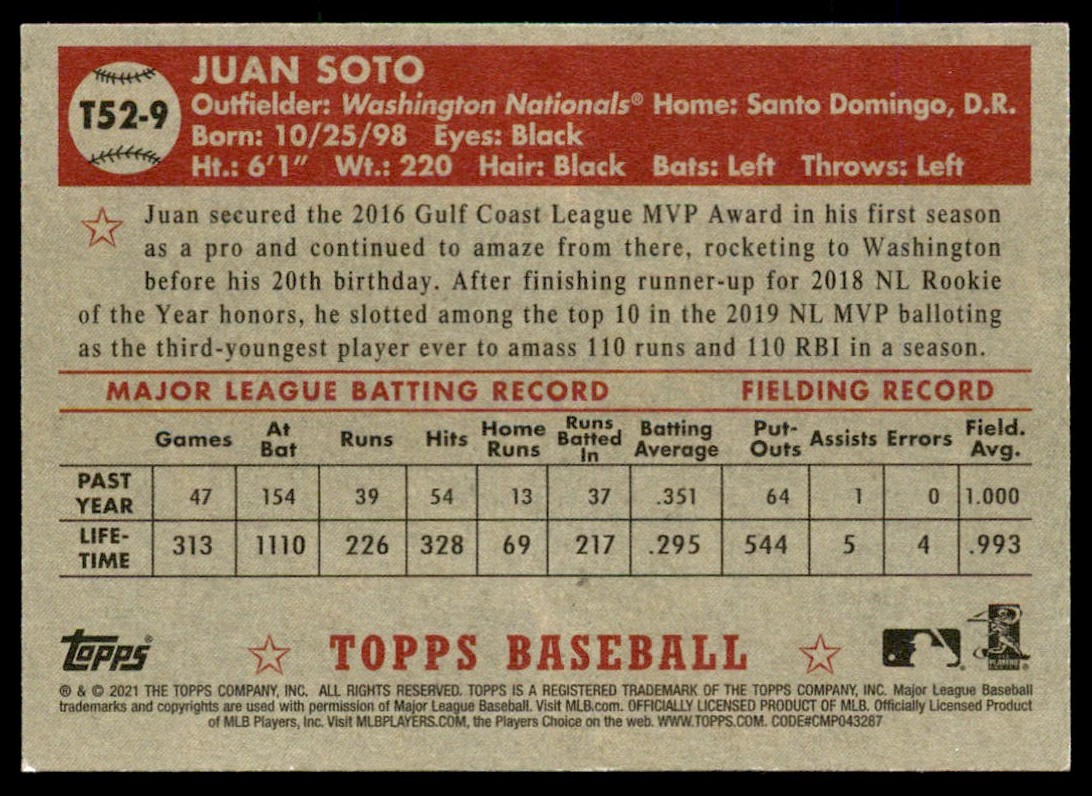 T52-9
JUAN SOTO
Outfielder: Washington Nationals® Home: Santo Domingo, D.R.
Born: 10/25/98 Eyes: Black
Ht.: 6'1" Wt.: 220 Hair: Black Bats: Left Throws: Left
Juan secured the 2016 Gulf Coast League MVP Award in his first season
as a pro and continued to amaze from there, rocketing to Washington
before his 20th birthday. After finishing runner-up for 2018 NL Rookie
of the Year honors, he slotted among the top 10 in the 2019 NL MVP balloting
as the third-youngest player ever to amass 110 runs and 110 RBI in a season.
MAJOR LEAGUE BATTING RECORD FIELDING RECORD
Games At Bat Runs Hits Home Runs Runs Batted In Batting Average Put-Outs Assists Errors Field. Avg.
PAST YEAR 47 154 39 54 13 37 .351 64 1 0 1.000
LIFE-TIME 313 1110 226 328 69 217 .295 544 5 4 .993
Topps® TOPPS BASEBALL
PLAYERS
® & © 2021 THE TOPPS COMPANY, INC. ALL RIGHTS RESERVED. TOPPS IS A REGISTERED TRADEMARK OF THE TOPPS COMPANY, INC. Major League Baseball
trademarks and copyrights are used with permission of Major League Baseball. Visit MLB.com. OFFICIALLY LICENSED PRODUCT OF MLB. Officially Licensed Product
of MLB Players, Inc. Visit MLBPLAYERS.COM, the Players Choice on the web. WWW.TOPPS.COM. CODE#CMP043287